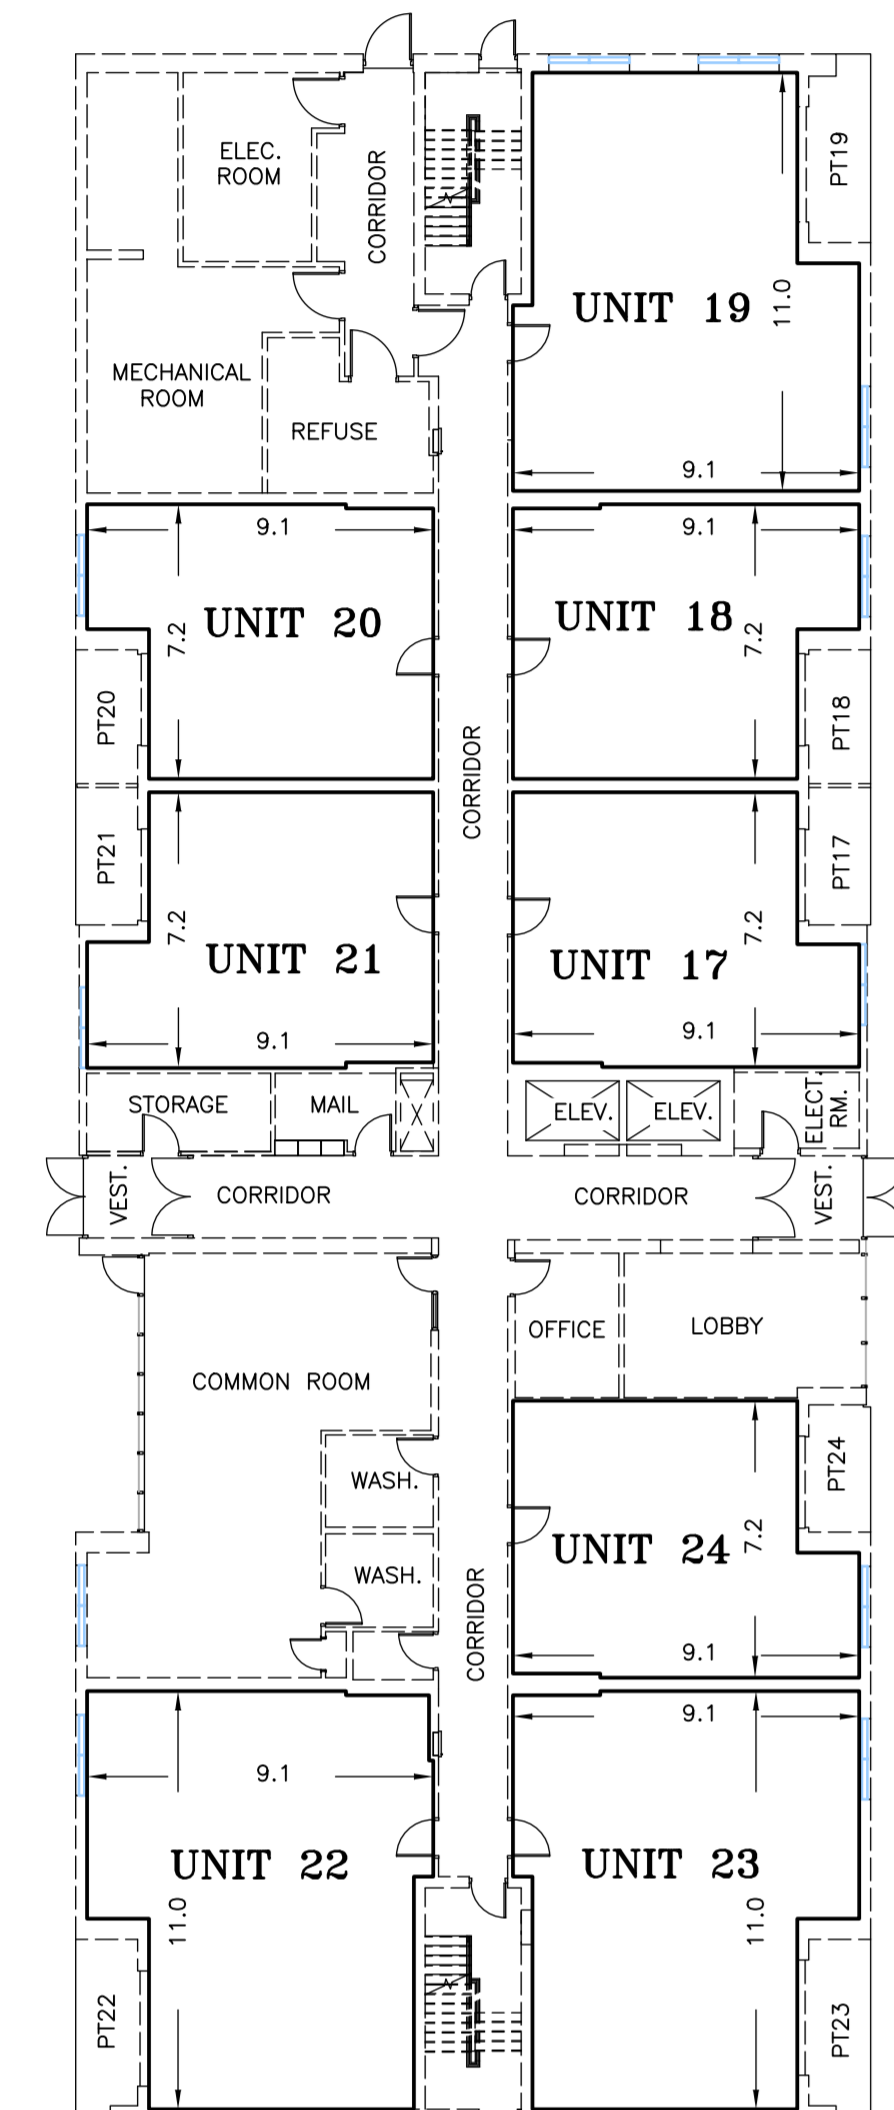 ELEC.
ROOM
CORRIDOR
PT19
UNIT 19
11.0
MECHANICAL
ROOM
REFUSE
9.1
9.1
9.1
UNIT 20
UNIT 18
7.2
7.2
PT20
PT18
CORRIDOR
PT21
PT17
7.2
7.2
UNIT 21
UNIT 17
9.1
9.1
STORAGE
MAIL
ELEV.
ELEV.
ELECT.
RM.
VEST.
CORRIDOR
CORRIDOR
VEST.
OFFICE
LOBBY
COMMON ROOM
WASH.
PT24
UNIT 24
7.2
WASH.
CORRIDOR
9.1
9.1
9.1
UNIT 22
UNIT 23
11.0
11.0
PT22
PT23